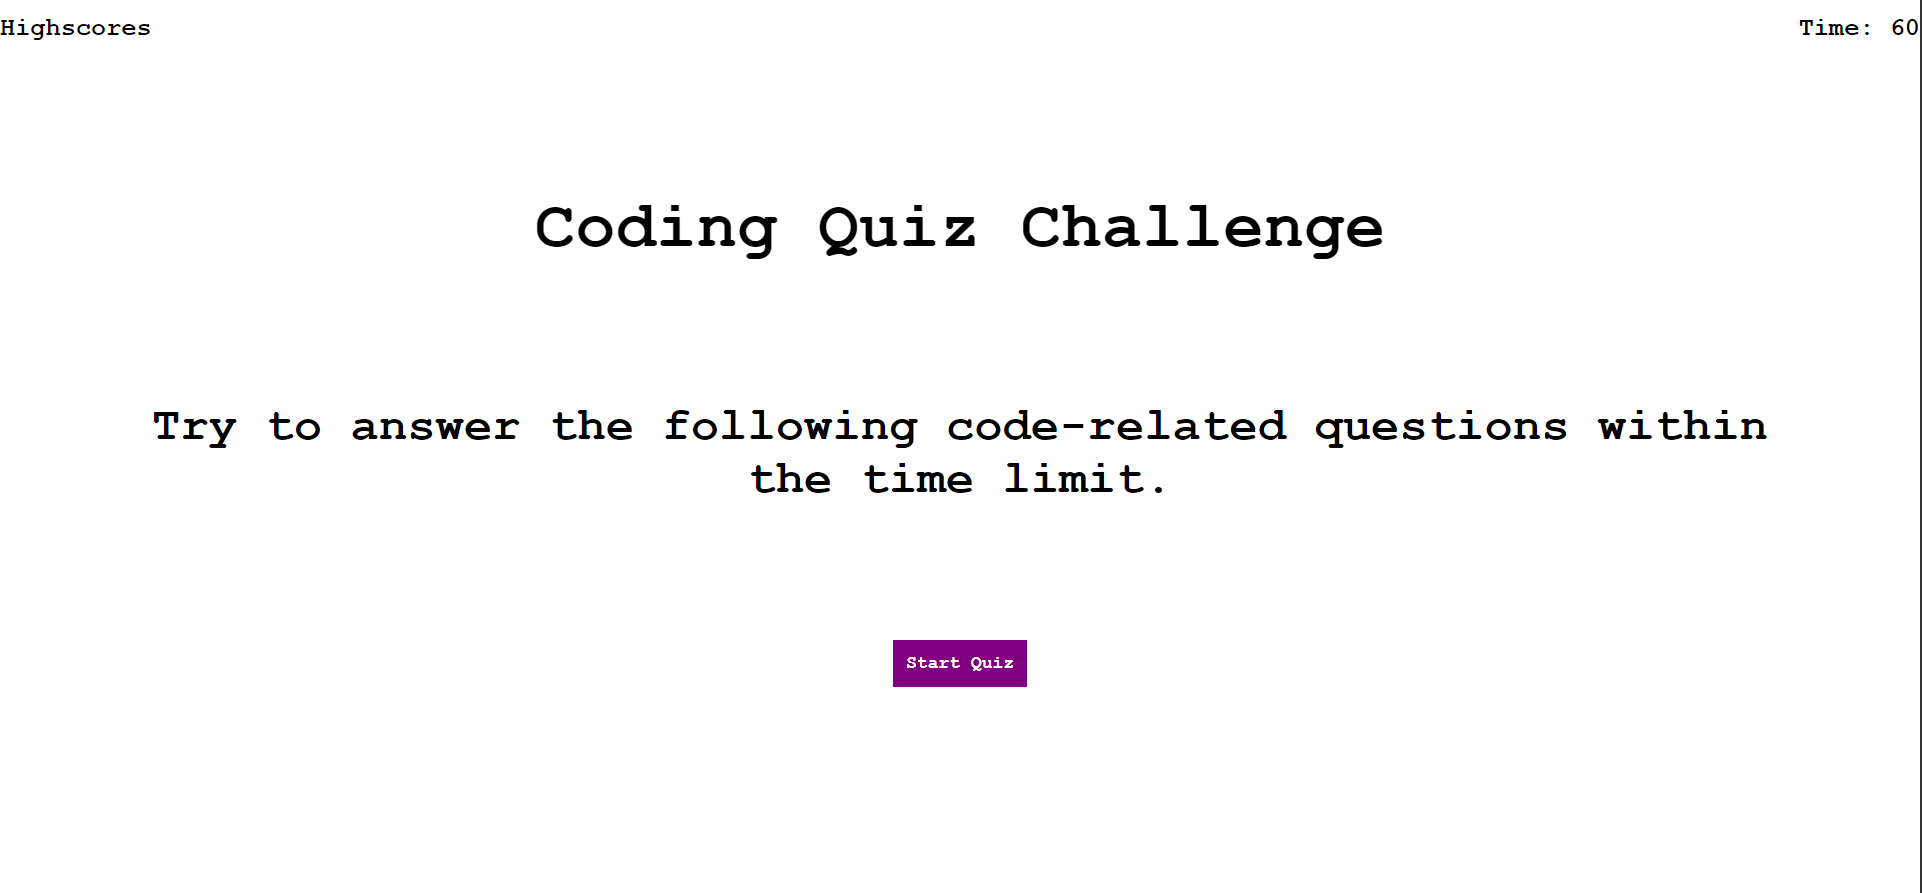 Highscores
Time: 60
Coding Quiz Challenge
Try to answer the following code-related questions within
the time limit.
Start Quiz